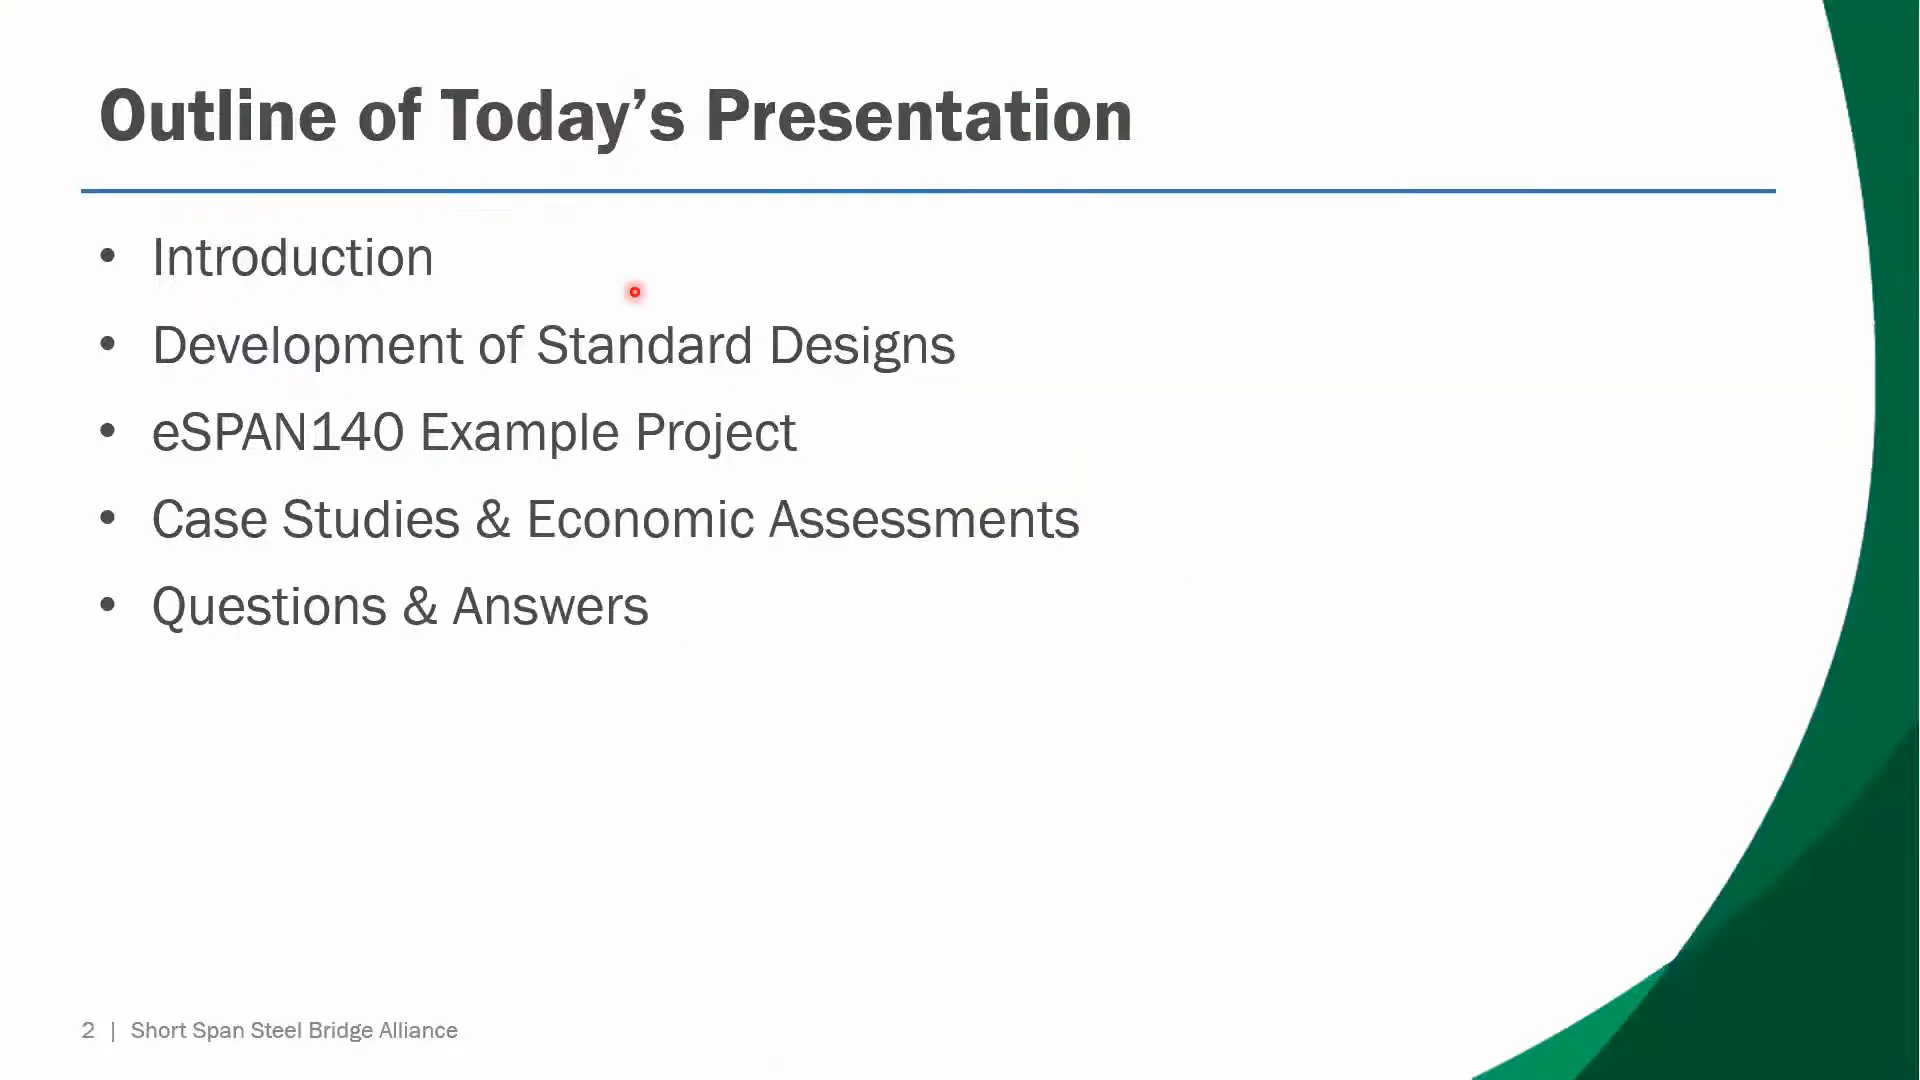 Outline of Today’s Presentation
• Introduction
• Development of Standard Designs
• eSPAN140 Example Project
• Case Studies & Economic Assessments
• Questions & Answers
2 | Short Span Steel Bridge Alliance